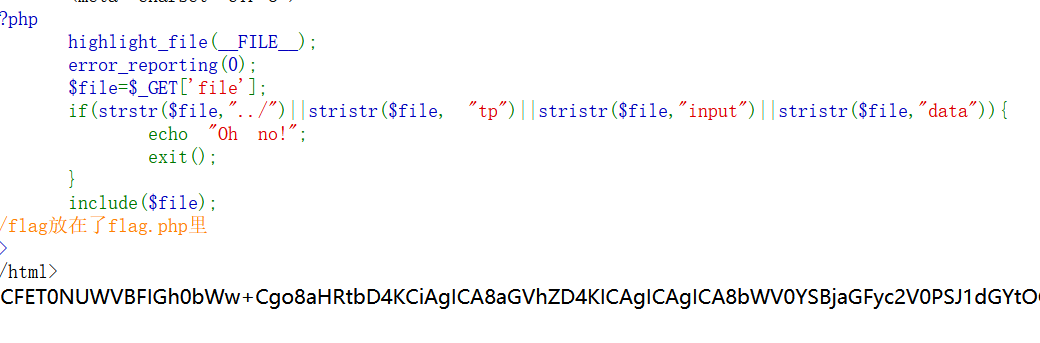 ?php
highlight_file(__FILE__);
error_reporting(0);
$file=$_GET['file'];
if(strstr($file,"../")||stristr($file, "tp")||stristr($file,"input")||stristr($file,"data")){
echo "Oh no!";
exit();
}
include($file);
/flag放在了flag.php里
>
/html>
CFET0NUWVBFIGh0bWw+Cgo8aHRtbD4KCiAgICA8aGVhZD4KICAgICAgICA8bWV0YSBjaGFyc2V0PSJ1dGYtO